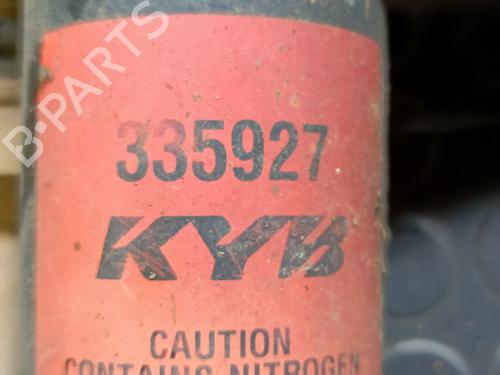 335927
KYB
CAUTION
CONTAINS NITROGEN
B-PARTS